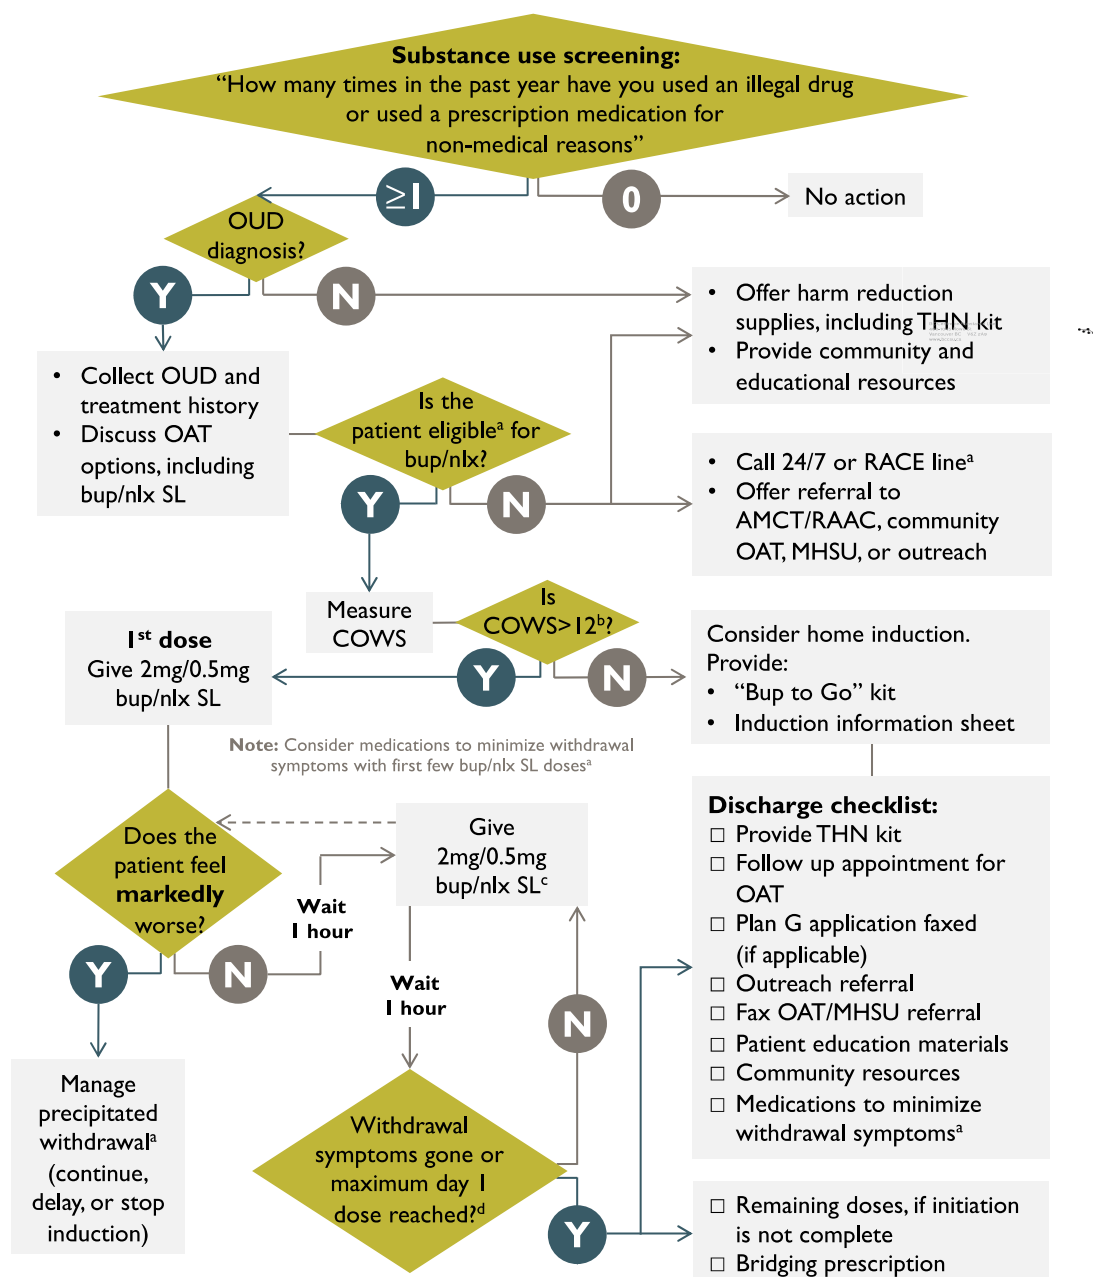 Substance use screening:
“How many times in the past year have you used an illegal drug
or used a prescription medication for
non-medical reasons”
≥1
0
No action
OUD
diagnosis?
Y
N
• Offer harm reduction
supplies, including THN kit
• Provide community and
educational resources
• Collect OUD and
treatment history
• Discuss OAT
options, including
bup/nlx SL
Is the
patient eligibleᵃ for
bup/nlx?
Y
N
• Call 24/7 or RACE lineᵃ
• Offer referral to
AMCT/RAAC, community
OAT, MHSU, or outreach
Measure
COWS
Is
COWS>12ᵇ?
Y
N
1ˢᵗ dose
Give 2mg/0.5mg
bup/nlx SL
Consider home induction.
Provide:
• “Bup to Go” kit
• Induction information sheet
Note: Consider medications to minimize withdrawal
symptoms with first few bup/nlx SL dosesᵃ
Does the
patient feel
markedly
worse?
Y
N
Wait
1 hour
Give
2mg/0.5mg
bup/nlx SLᶜ
Wait
1 hour
N
Manage
precipitated
withdrawalᵃ
(continue,
delay, or stop
induction)
Withdrawal
symptoms gone or
maximum day 1
dose reached?ᵈ
Y
Discharge checklist:
☐ Provide THN kit
☐ Follow up appointment for
OAT
☐ Plan G application faxed
(if applicable)
☐ Outreach referral
☐ Fax OAT/MHSU referral
☐ Patient education materials
☐ Community resources
☐ Medications to minimize
withdrawal symptomsᵃ
☐ Remaining doses, if initiation
is not complete
☐ Bridging prescription